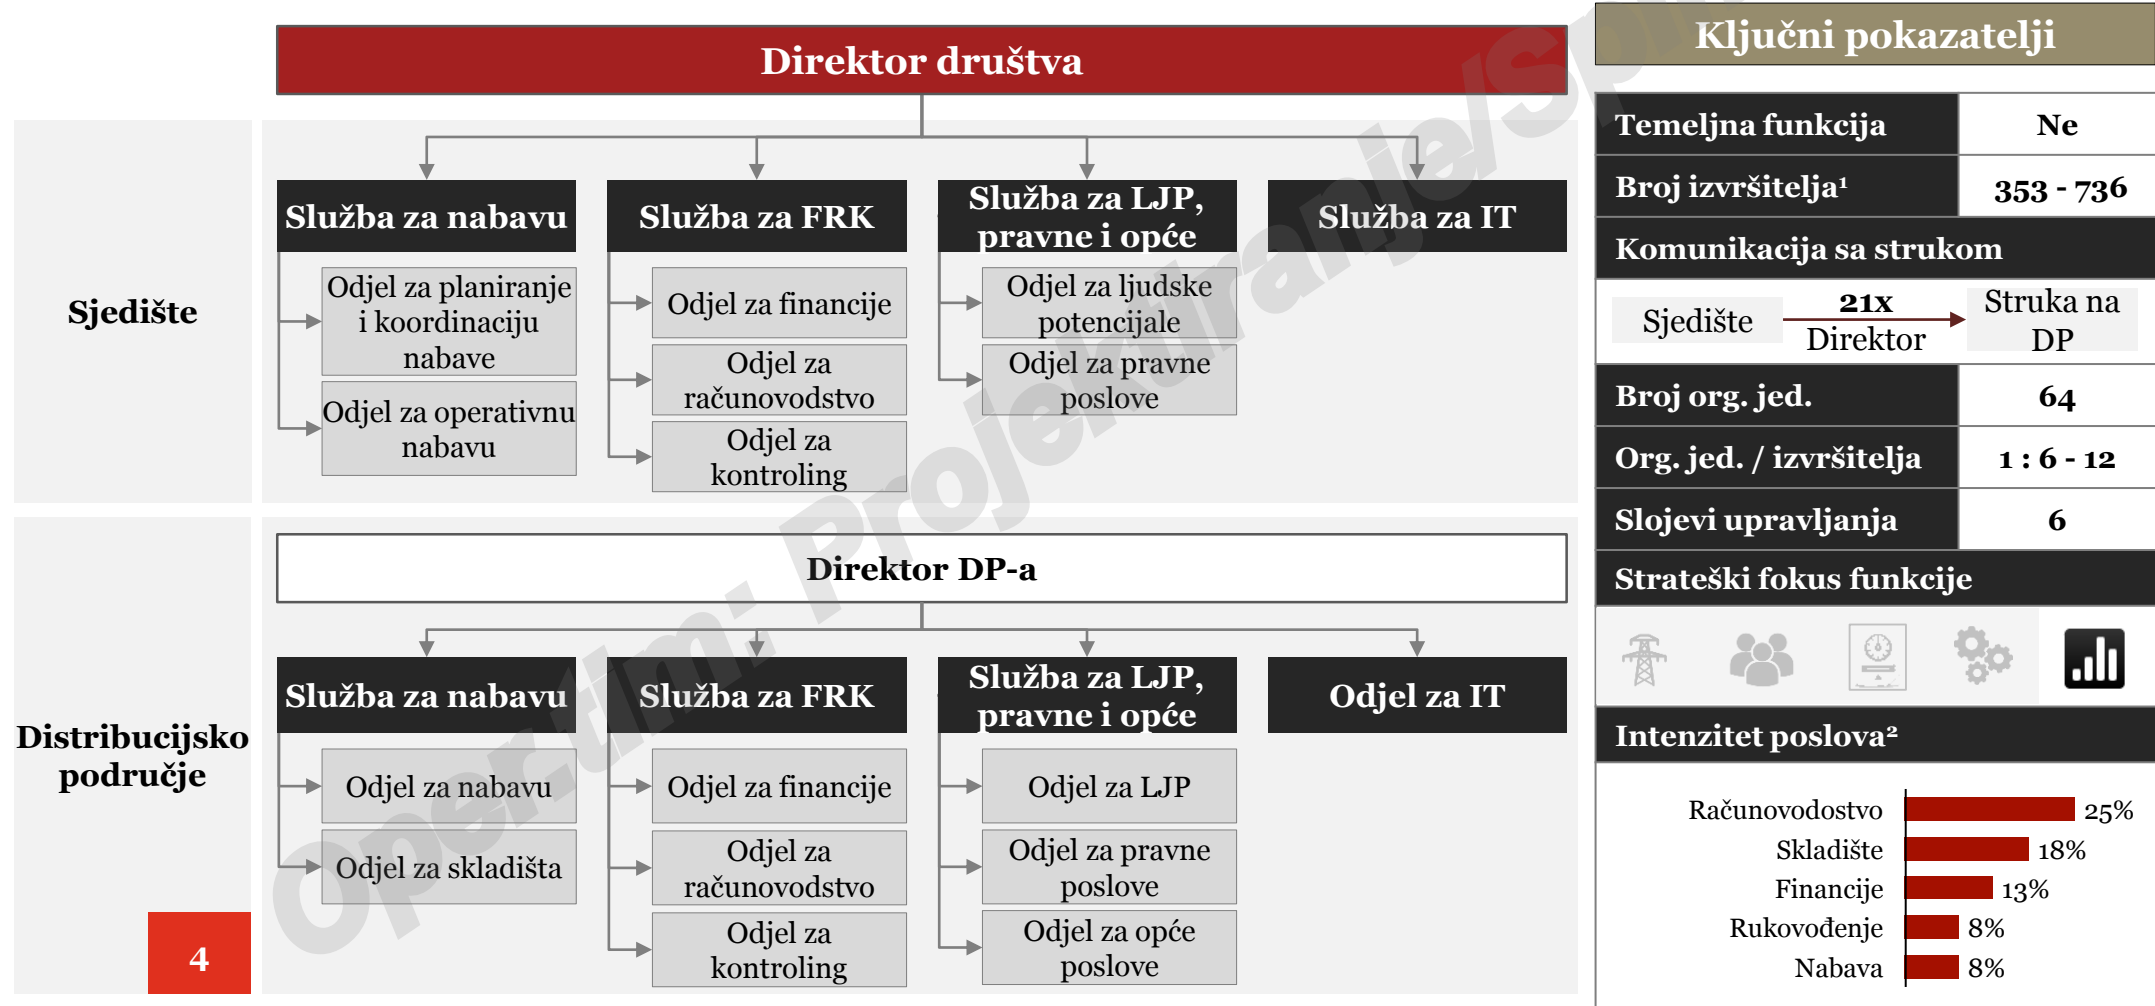 Direktor društva
Sjedište
Služba za nabavu
Odjel za planiranje
i koordinaciju
nabave
Odjel za operativnu
nabavu
Služba za FRK
Odjel za financije
Odjel za
računovodstvo
Odjel za
kontroling
Služba za LJP,
pravne i opće
Odjel za ljudske
potencijale
Odjel za pravne
poslove
Služba za IT
Distribucijsko
područje
Direktor DP-a
Služba za nabavu
Odjel za nabavu
Odjel za skladišta
Služba za FRK
Odjel za financije
Odjel za
računovodstvo
Odjel za
kontroling
Služba za LJP,
pravne i opće
Odjel za LJP
Odjel za pravne
poslove
Odjel za opće
poslove
Odjel za IT
4
Ključni pokazatelji
Temeljna funkcija Ne
Broj izvršitelja¹ 353 - 736
Komunikacija sa strukom
Sjedište
21x
Direktor
Struka na
DP
Broj org. jed. 64
Org. jed. / izvršitelja 1 : 6 - 12
Slojevi upravljanja 6
Strateški fokus funkcije
Intenzitet poslova²
Računovodostvo 25%
Skladište 18%
Financije 13%
Rukovođenje 8%
Nabava 8%
Oper.tim: Projektiranje/